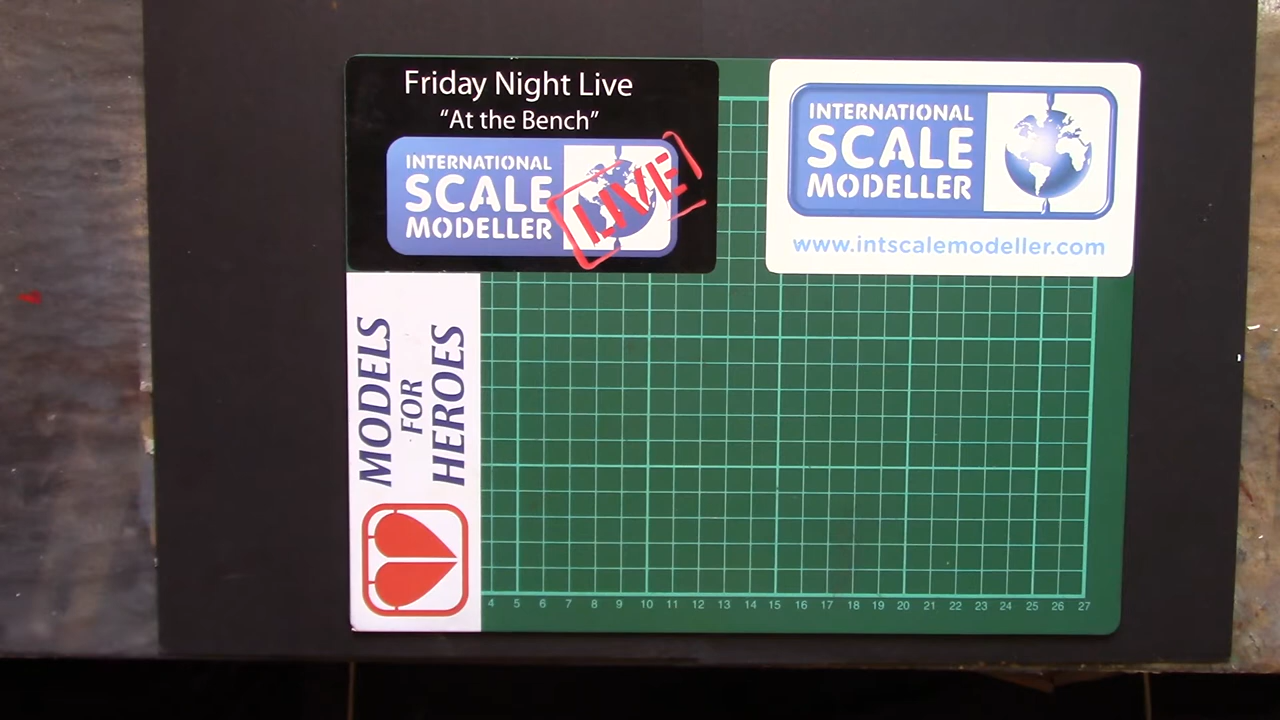 Friday Night Live
“At the Bench”
INTERNATIONAL
SCALE
MODELLER
LIVE!
INTERNATIONAL
SCALE
MODELLER
www.intscalemodeller.com
MODELS
FOR
HEROES
4 5 6 7 8 9 10 11 12 13 14 15 16 17 18 19 20 21 22 23 24 25 26 27